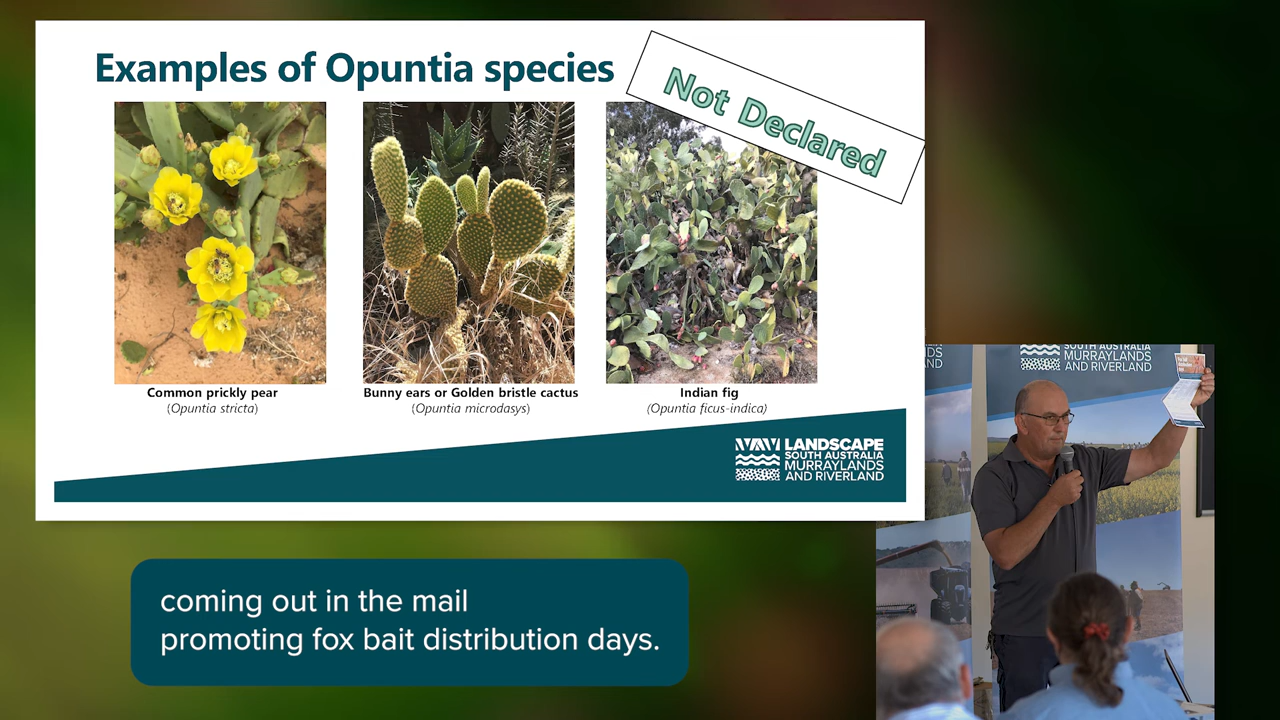 Examples of Opuntia species
Not Declared
Common prickly pear
(Opuntia stricta)
Bunny ears or Golden bristle cactus
(Opuntia microdasys)
Indian fig
(Opuntia ficus-indica)
LANDSCAPE
SOUTH AUSTRALIA
MURRAYLANDS
AND RIVERLAND
NDS
AND
SOUTH AUSTRALIA
MURRAYLANDS
AND RIVERLAND
coming out in the mail
promoting fox bait distribution days.